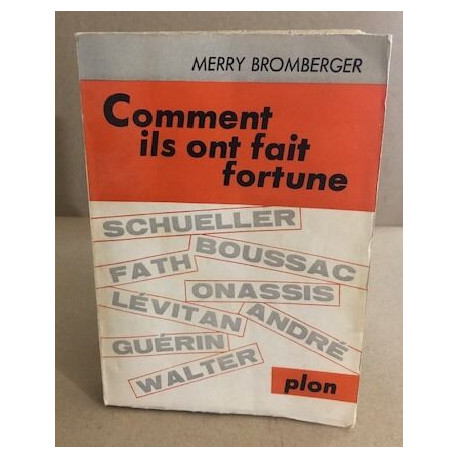 MERRY BROMBERGER
Comment
ils ont fait
fortune
SCHUELLER
BOUSSAC
FATH
ONASSIS
LÉVITAN
ANDRÉ
GUÉRIN
WALTER
plon